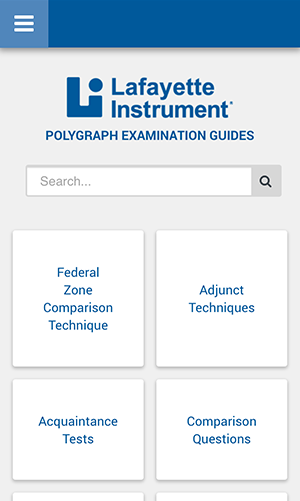 Lafayette
Instrument®
POLYGRAPH EXAMINATION GUIDES
Search...
Federal
Zone
Comparison
Technique
Adjunct
Techniques
Acquaintance
Tests
Comparison
Questions